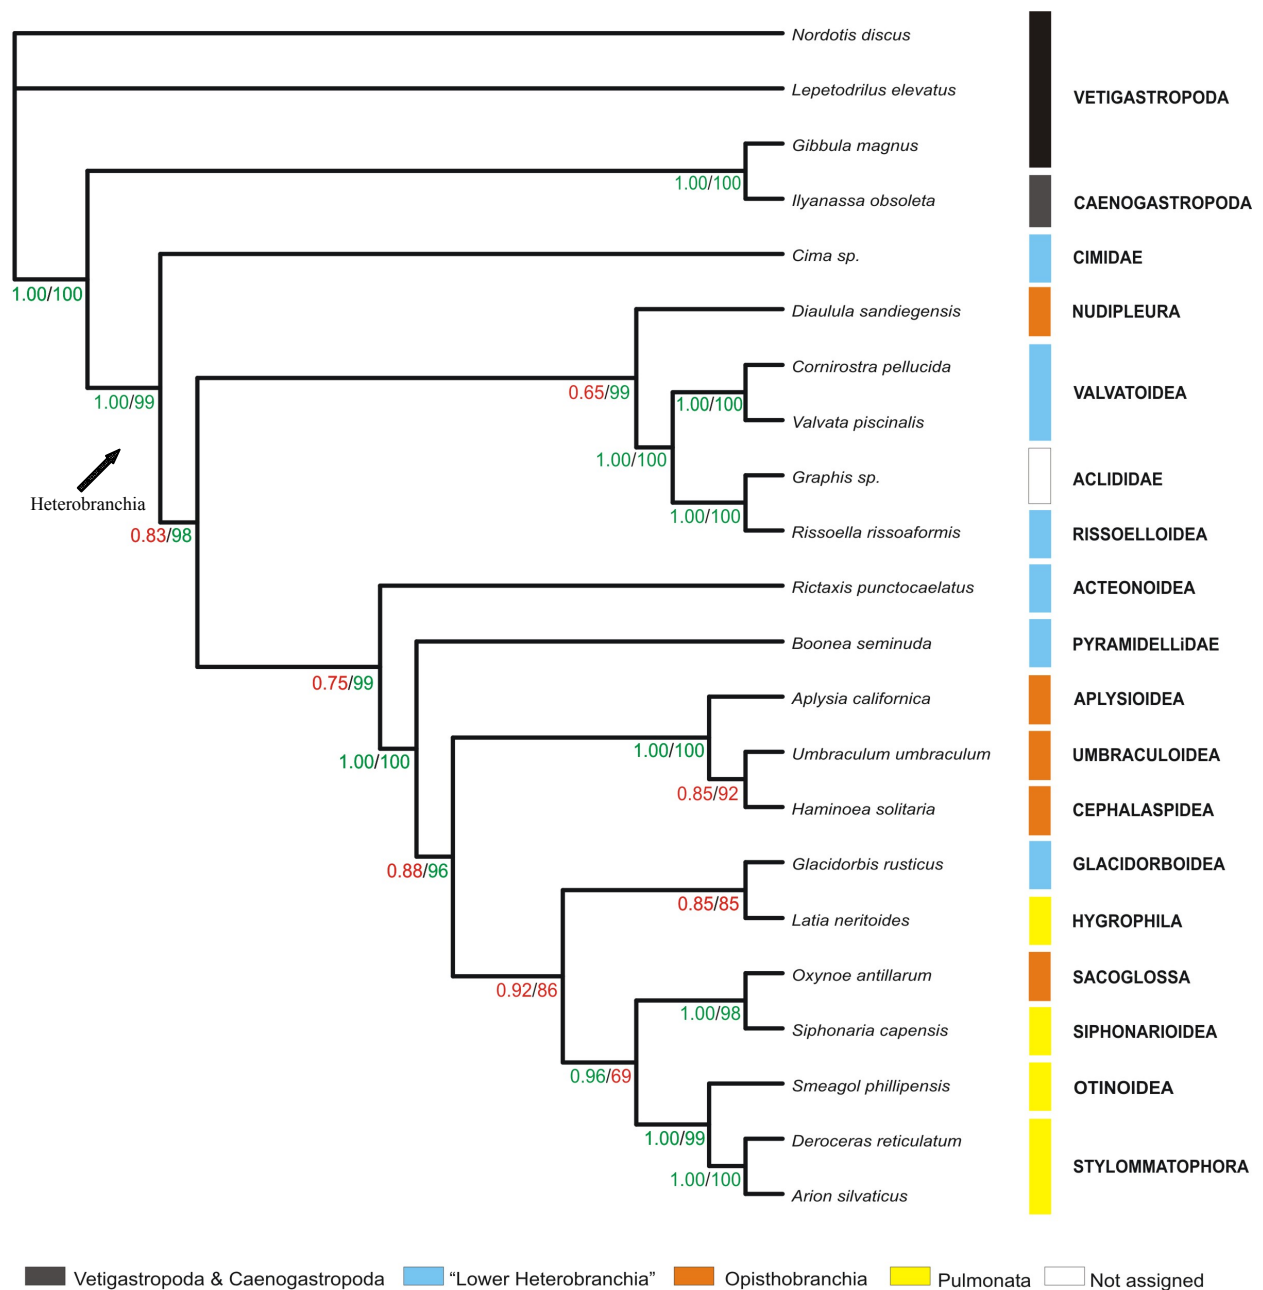 Nordotis discus
Lepetodrilus elevatus
VETIGASTROPODA
Gibbula magnus
1.00/100
Ilyanassa obsoleta
CAENOGASTROPODA
Cima sp.
CIMIDAE
1.00/100
Diaulula sandiegensis
NUDIPLEURA
Cornirostra pellucida
0.65/99
VALVATOIDEA
1.00/99
1.00/100
Valvata piscinalis
1.00/100
Graphis sp.
ACLIDIDAE
Heterobranchia
1.00/100
Rissoella rissoaformis
RISSOELLOIDEA
0.83/98
Rictaxis punctocaelatus
ACTEONOIDEA
Boonea seminuda
PYRAMIDELLiDAE
0.75/99
Aplysia californica
APLYSIOIDEA
1.00/100
Umbraculum umbraculum
UMBRACULOIDEA
1.00/100
0.85/92
Haminoea solitaria
CEPHALASPIDEA
Glacidorbis rusticus
GLACIDORBOIDEA
0.88/96
0.85/85
Latia neritoides
HYGROPHILA
Oxynoe antillarum
SACOGLOSSA
0.92/86
1.00/98
Siphonaria capensis
SIPHONARIOIDEA
0.96/69
Smeagol phillipensis
OTINOIDEA
1.00/99
Deroceras reticulatum
STYLOMMATOPHORA
1.00/100
Arion silvaticus
Vetigastropoda & Caenogastropoda
“Lower Heterobranchia”
Opisthobranchia
Pulmonata
Not assigned